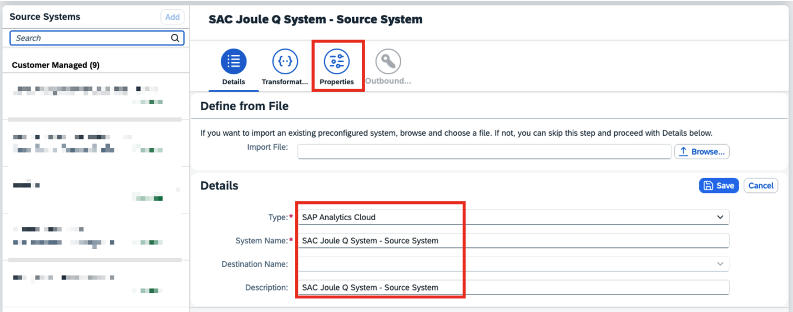 Source Systems
Add
Search
Customer Managed (9)
SAC Joule Q System - Source System
Details
Transformat...
Properties
Outbound...
Define from File
If you want to import an existing preconfigured system, browse and choose a file. If not, you can skip this step and proceed with Details below.
Import File:
Browse...
Details
Save
Cancel
Type:* SAP Analytics Cloud
System Name:* SAC Joule Q System - Source System
Destination Name:
Description: SAC Joule Q System - Source System